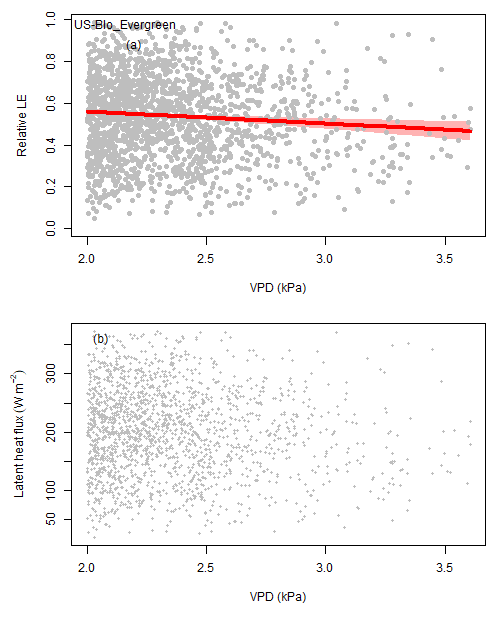 US-Blo_Evergreen
(a)
Relative LE
0.0 0.2 0.4 0.6 0.8 1.0
2.0 2.5 3.0 3.5
VPD (kPa)
(b)
Latent heat flux (W m⁻²)
50 100 200 300
2.0 2.5 3.0 3.5
VPD (kPa)